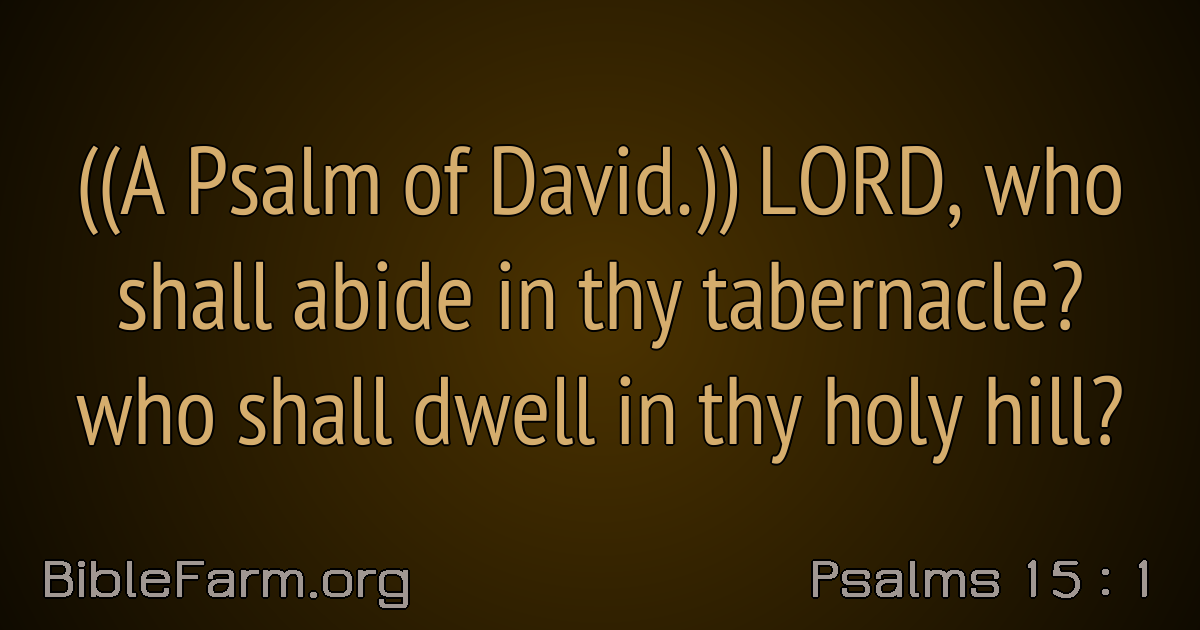 ((A Psalm of David.)) LORD, who
shall abide in thy tabernacle?
who shall dwell in thy holy hill?
BibleFarm.org
Psalms 15 : 1